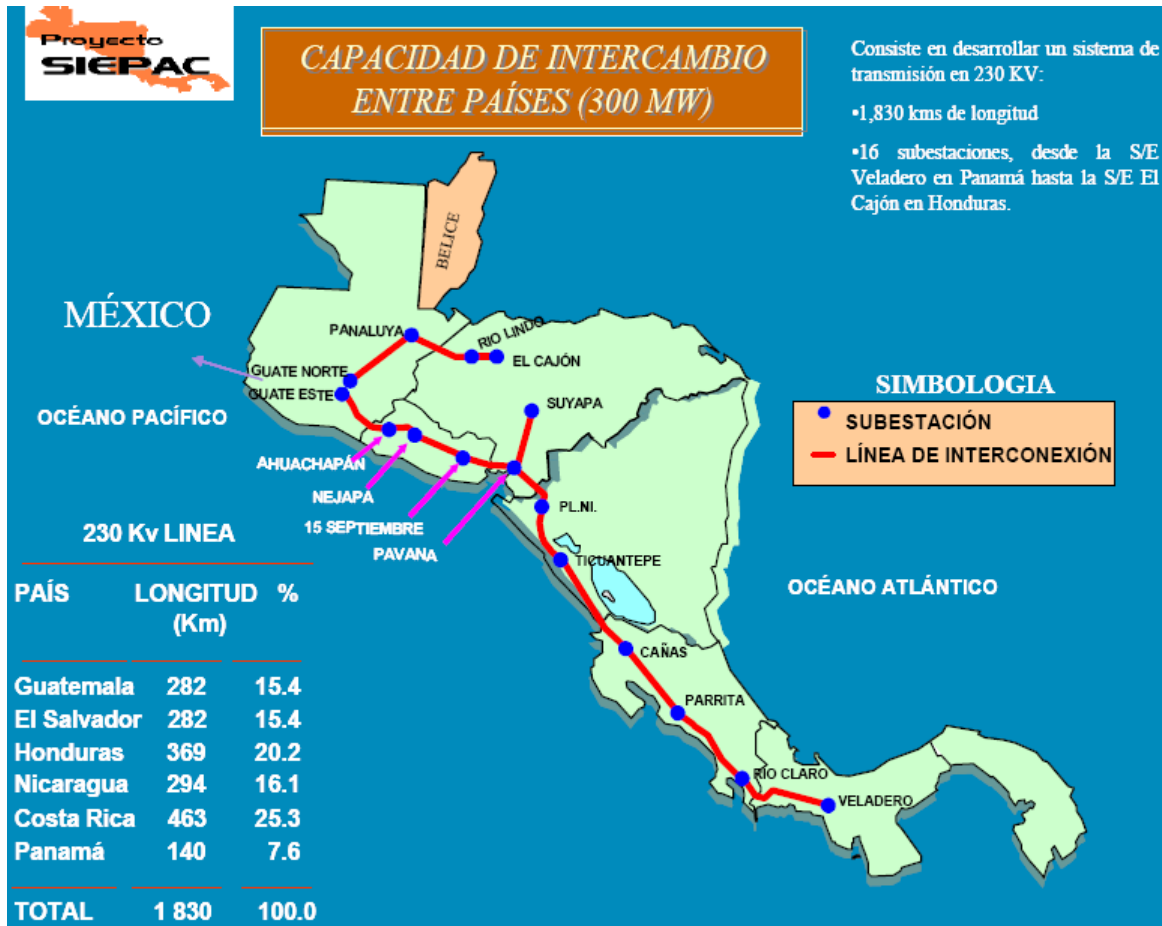 Proyecto
SIEPAC
CAPACIDAD DE INTERCAMBIO
ENTRE PAÍSES (300 MW)
Consiste en desarrollar un sistema de
transmisión en 230 KV:
•1,830 kms de longitud
•16 subestaciones, desde la S/E
Veladero en Panamá hasta la S/E El
Cajón en Honduras.
BELICE
MÉXICO
PANALUYA
RIO LINDO
EL CAJÓN
GUATE NORTE
GUATE ESTE
SUYAPA
OCÉANO PACÍFICO
AHUACHAPÁN
NEJAPA
15 SEPTIEMBRE
PAVANA
PL.NI.
TICUANTEPE
CAÑAS
PARRITA
RÍO CLARO
VELADERO
OCÉANO ATLÁNTICO
SIMBOLOGIA
SUBESTACIÓN
LÍNEA DE INTERCONEXIÓN
230 Kv LINEA
PAÍS LONGITUD %
(Km)
Guatemala 282 15.4
El Salvador 282 15.4
Honduras 369 20.2
Nicaragua 294 16.1
Costa Rica 463 25.3
Panamá 140 7.6
TOTAL 1 830 100.0